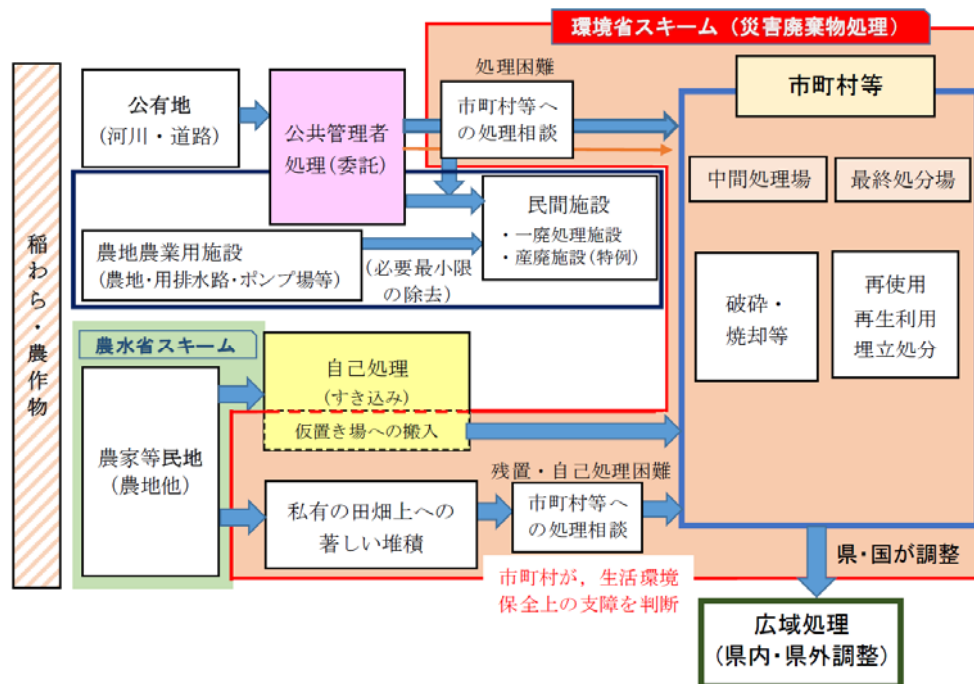 環境省スキーム（災害廃棄物処理）
稲わら・農作物
公有地
(河川・道路)
公共管理者
処理(委託)
処理困難
市町村等へ
の処理相談
市町村等
中間処理場
最終処分場
民間施設
・一廃処理施設
・産廃施設(特例)
農地農業用施設
(農地・用排水路・ポンプ場等)
(必要最小限
の除去)
破砕・
焼却等
再使用
再生利用
埋立処分
農水省スキーム
自己処理
(すき込み)
仮置き場への搬入
農家等民地
(農地他)
残置・自己処理困難
私有の田畑上への
著しい堆積
市町村等へ
の処理相談
県・国が調整
市町村が，生活環境
保全上の支障を判断
広域処理
(県内・県外調整)